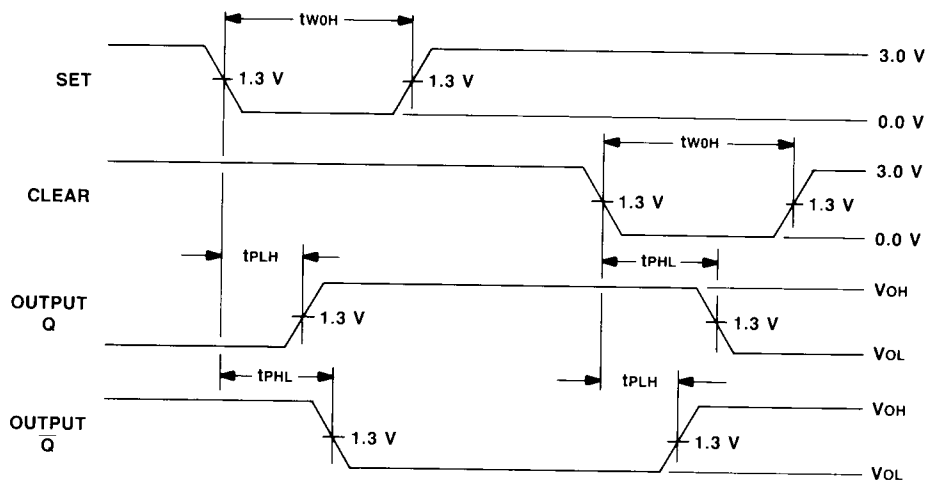 tW0H
SET
1.3 V
1.3 V
3.0 V
0.0 V
tW0H
CLEAR
1.3 V
1.3 V
3.0 V
0.0 V
tPLH
tPHL
OUTPUT
Q
1.3 V
1.3 V
VOH
VOL
tPHL
tPLH
OUTPUT
Q̅
1.3 V
1.3 V
VOH
VOL